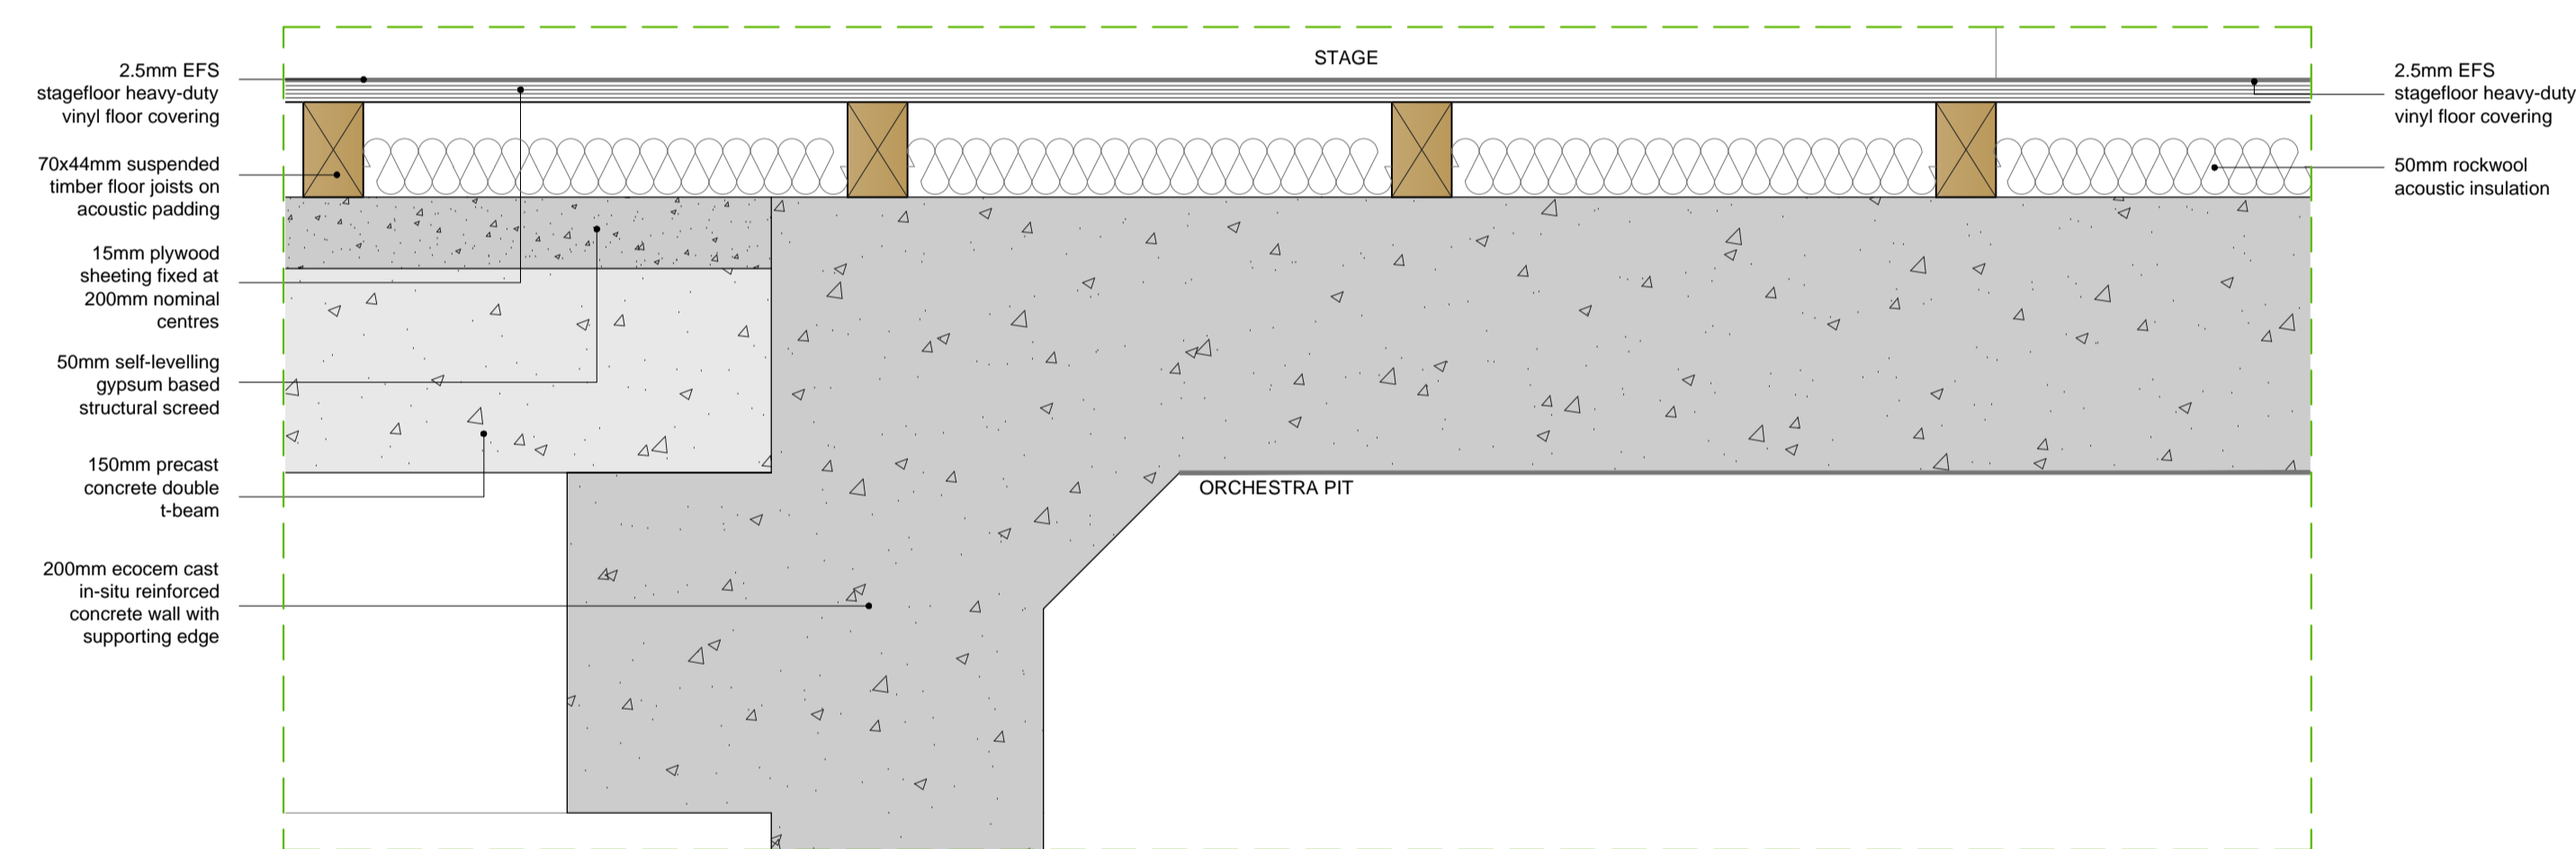 STAGE
2.5mm EFS
stagefloor heavy-duty
vinyl floor covering
70x44mm suspended
timber floor joists on
acoustic padding
15mm plywood
sheeting fixed at
200mm nominal
centres
50mm self-levelling
gypsum based
structural screed
150mm precast
concrete double
t-beam
200mm ecocem cast
in-situ reinforced
concrete wall with
supporting edge
ORCHESTRA PIT
2.5mm EFS
stagefloor heavy-duty
vinyl floor covering
50mm rockwool
acoustic insulation